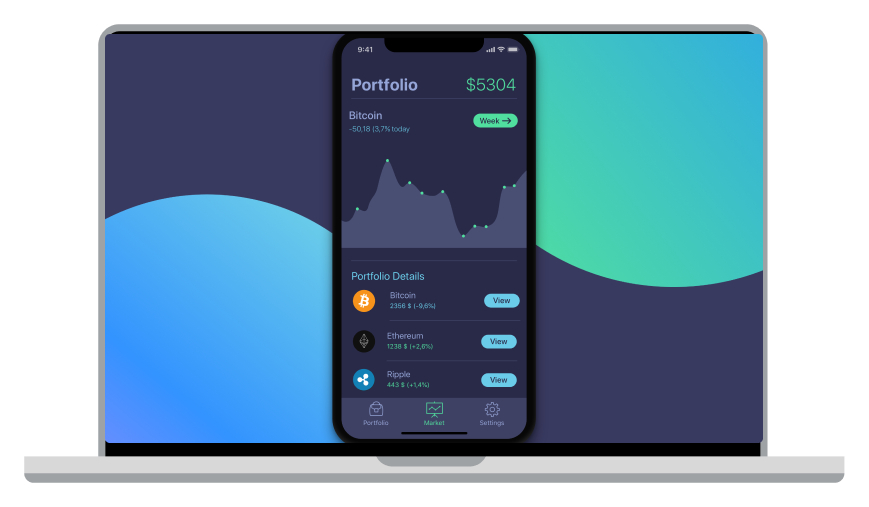 9:41
Portfolio $5304
Bitcoin
-50,18 (3,7% today
Week →
Portfolio Details
Bitcoin
2356 $ (-9,6%)
View
Ethereum
1238 $ (+2,6%)
View
Ripple
443 $ (+1,4%)
View
Portfolio Market Settings